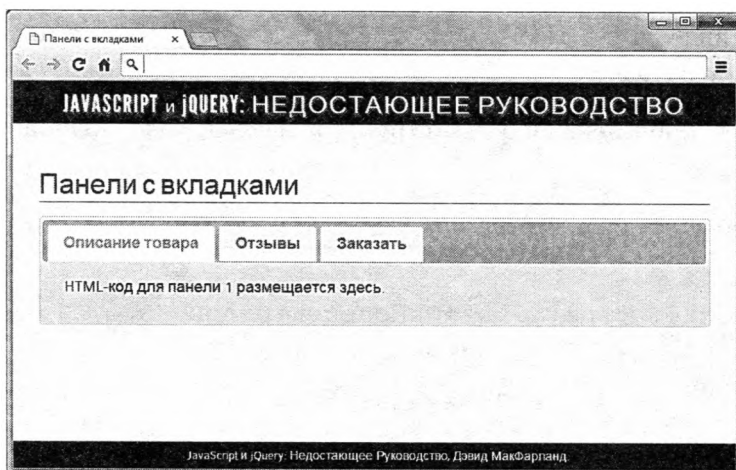 Панели с вкладками
JAVASCRIPT и jQUERY: НЕДОСТАЮЩЕЕ РУКОВОДСТВО
Панели с вкладками
Описание товара Отзывы Заказать
HTML-код для панели 1 размещается здесь.
JavaScript и jQuery: Недостающее Руководство, Дэвид МакФарланд.